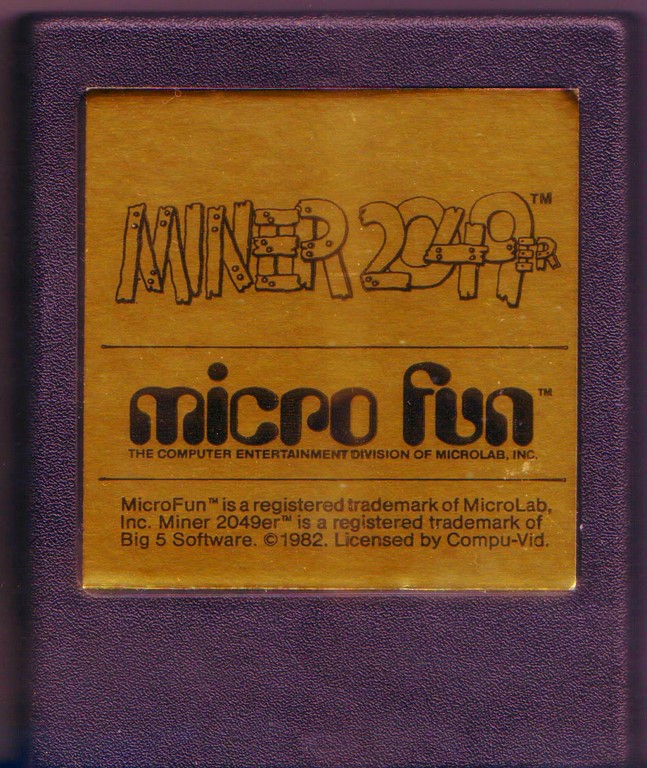 MINER 2049ER™
micro fun™
THE COMPUTER ENTERTAINMENT DIVISION OF MICROLAB, INC.
MicroFun™ is a registered trademark of MicroLab,
Inc. Miner 2049er™ is a registered trademark of
Big 5 Software. ©1982. Licensed by Compu-Vid.